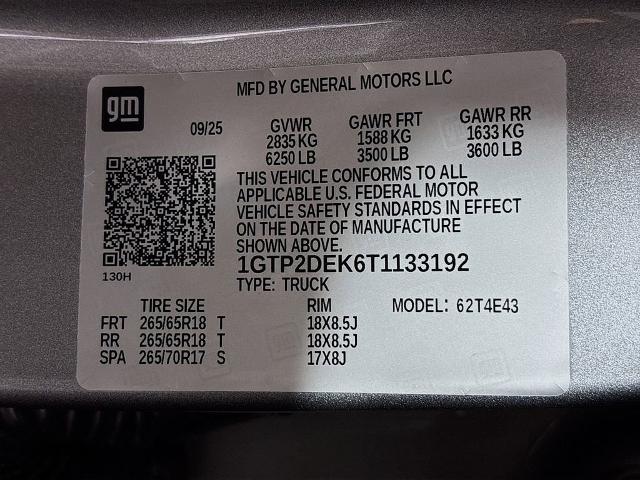 gm
MFD BY GENERAL MOTORS LLC
09/25
GVWR GAWR FRT GAWR RR
2835 KG 1588 KG 1633 KG
6250 LB 3500 LB 3600 LB
THIS VEHICLE CONFORMS TO ALL
APPLICABLE U.S. FEDERAL MOTOR
VEHICLE SAFETY STANDARDS IN EFFECT
ON THE DATE OF MANUFACTURE
SHOWN ABOVE.
1GTP2DEK6T1133192
130H
TYPE: TRUCK
TIRE SIZE RIM MODEL: 62T4E43
FRT 265/65R18 T 18X8.5J
RR 265/65R18 T 18X8.5J
SPA 265/70R17 S 17X8J